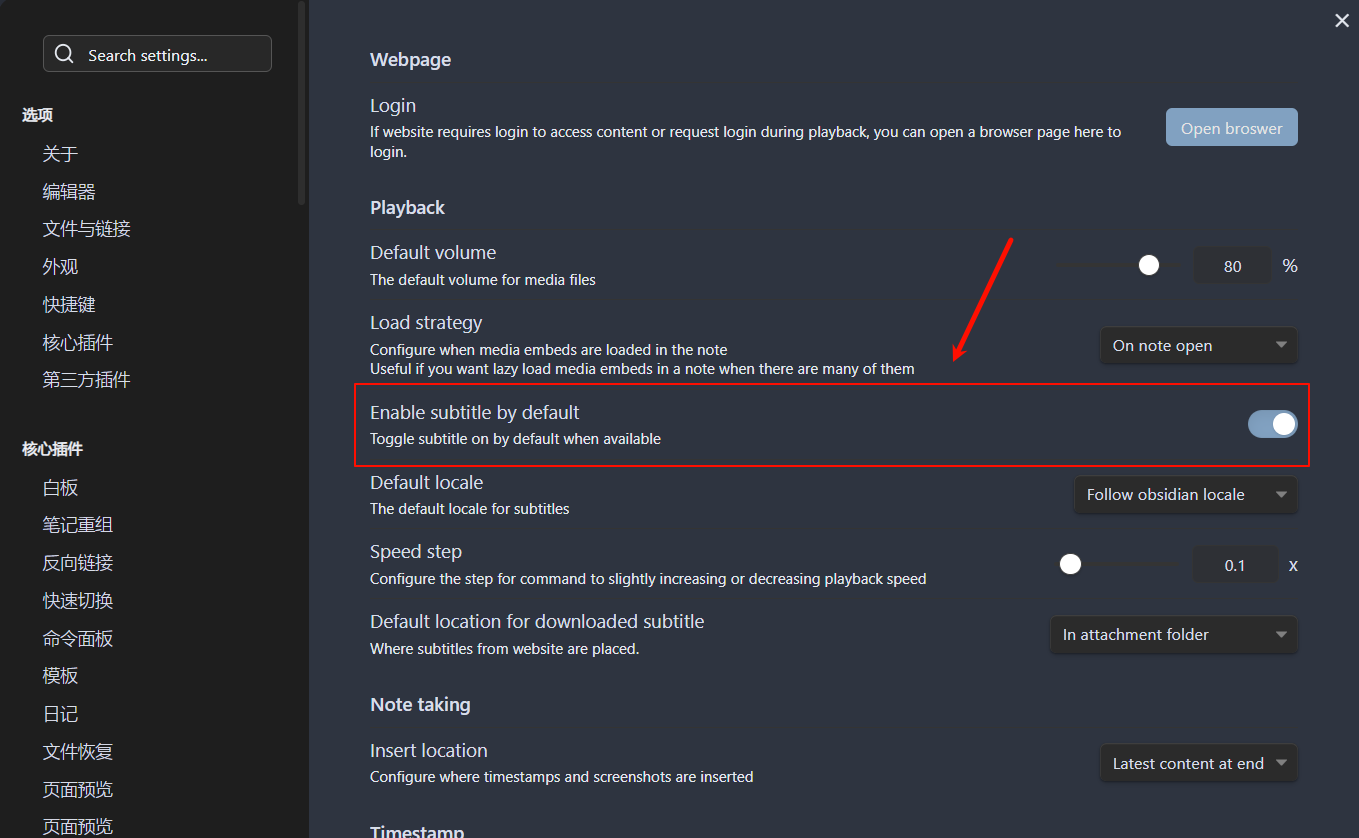 Search settings...
选项
关于
编辑器
文件与链接
外观
快捷键
核心插件
第三方插件
核心插件
白板
笔记重组
反向链接
快速切换
命令面板
模板
日记
文件恢复
页面预览
页面预览
Webpage
Login
If website requires login to access content or request login during playback, you can open a browser page here to
login.
Open broswer
Playback
Default volume
The default volume for media files
80 %
Load strategy
Configure when media embeds are loaded in the note
Useful if you want lazy load media embeds in a note when there are many of them
On note open
Enable subtitle by default
Toggle subtitle on by default when available
Default locale
The default locale for subtitles
Follow obsidian locale
Speed step
Configure the step for command to slightly increasing or decreasing playback speed
0.1 x
Default location for downloaded subtitle
Where subtitles from website are placed.
In attachment folder
Note taking
Insert location
Configure where timestamps and screenshots are inserted
Latest content at end
Timestamp